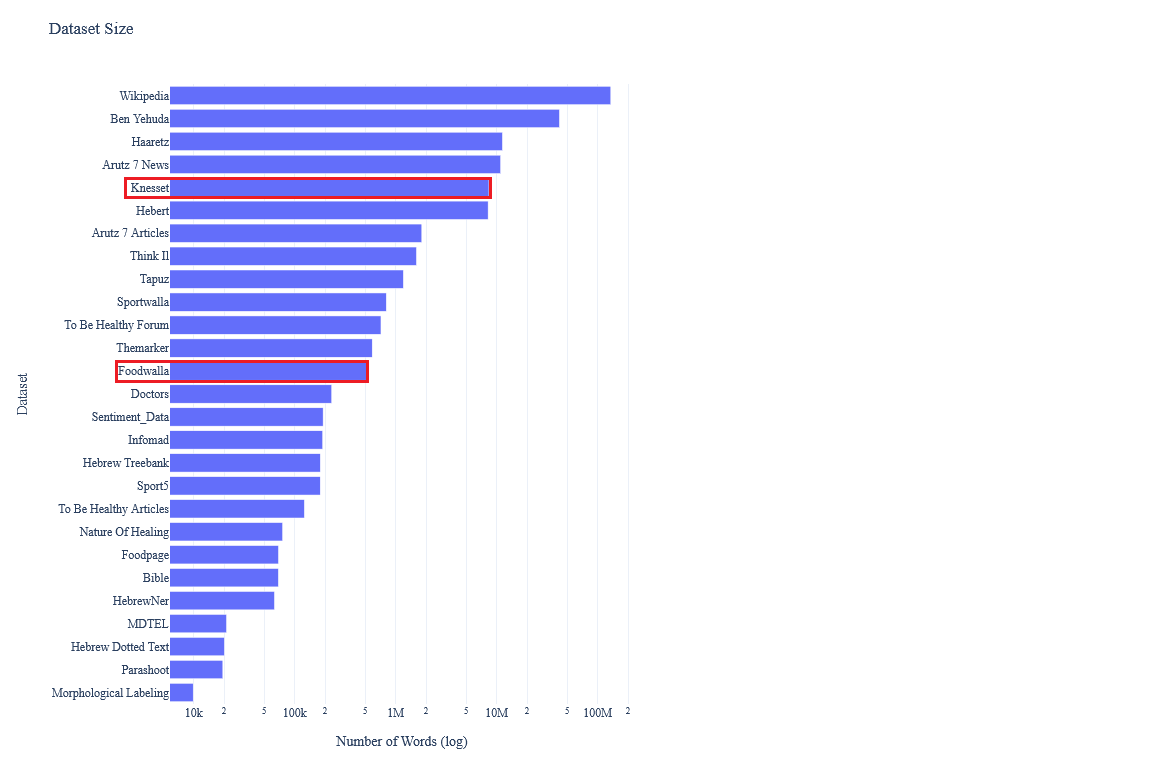 Dataset Size
Wikipedia
Ben Yehuda
Haaretz
Arutz 7 News
Knesset
Hebert
Arutz 7 Articles
Think Il
Tapuz
Sportwalla
To Be Healthy Forum
Themarker
Foodwalla
Doctors
Sentiment_Data
Infomad
Hebrew Treebank
Sport5
To Be Healthy Articles
Nature Of Healing
Foodpage
Bible
HebrewNer
MDTEL
Hebrew Dotted Text
Parashoot
Morphological Labeling
Dataset
10k 2 5 100k 2 5 1M 2 5 10M 2 5 100M 2
Number of Words (log)